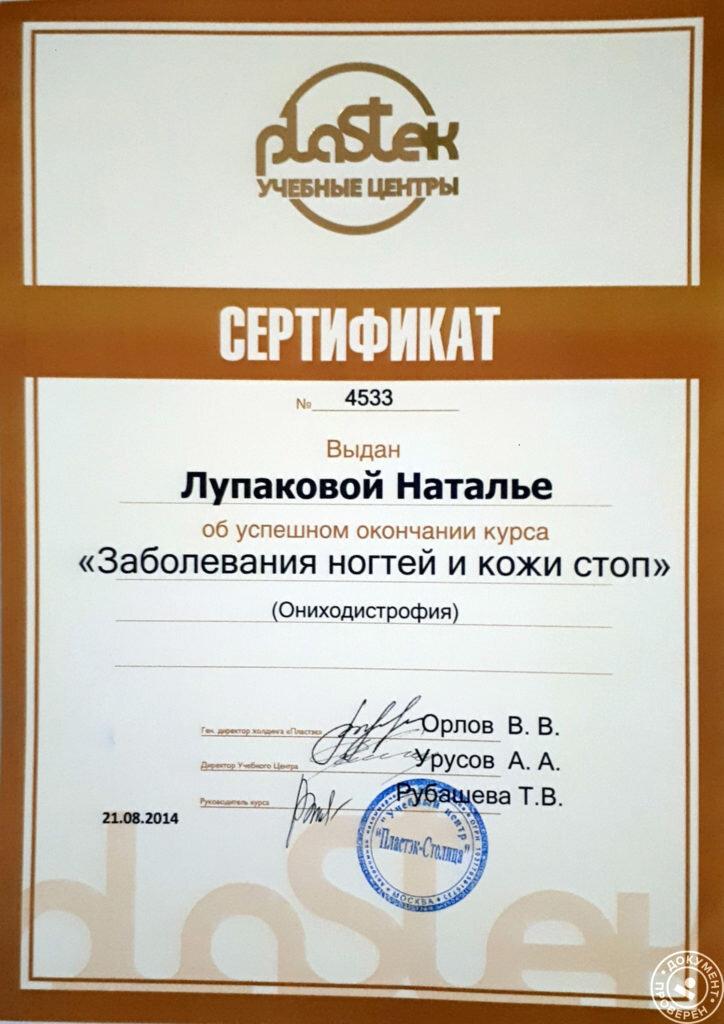 plastek
УЧЕБНЫЕ ЦЕНТРЫ
СЕРТИФИКАТ
№ 4533
Выдан
Лупаковой Наталье
об успешном окончании курса
«Заболевания ногтей и кожи стоп»
(Ониходистрофия)
Ген. директор холдинга «Пластэк» Орлов В. В.
Директор Учебного Центра Урусов А. А.
Руководитель курса Рубашева Т.В.
21.08.2014
"Учебный центр
"Пластэк-Столица"
МОСКВА
plastek
ДОКУМЕНТ ПРОВЕРЕН